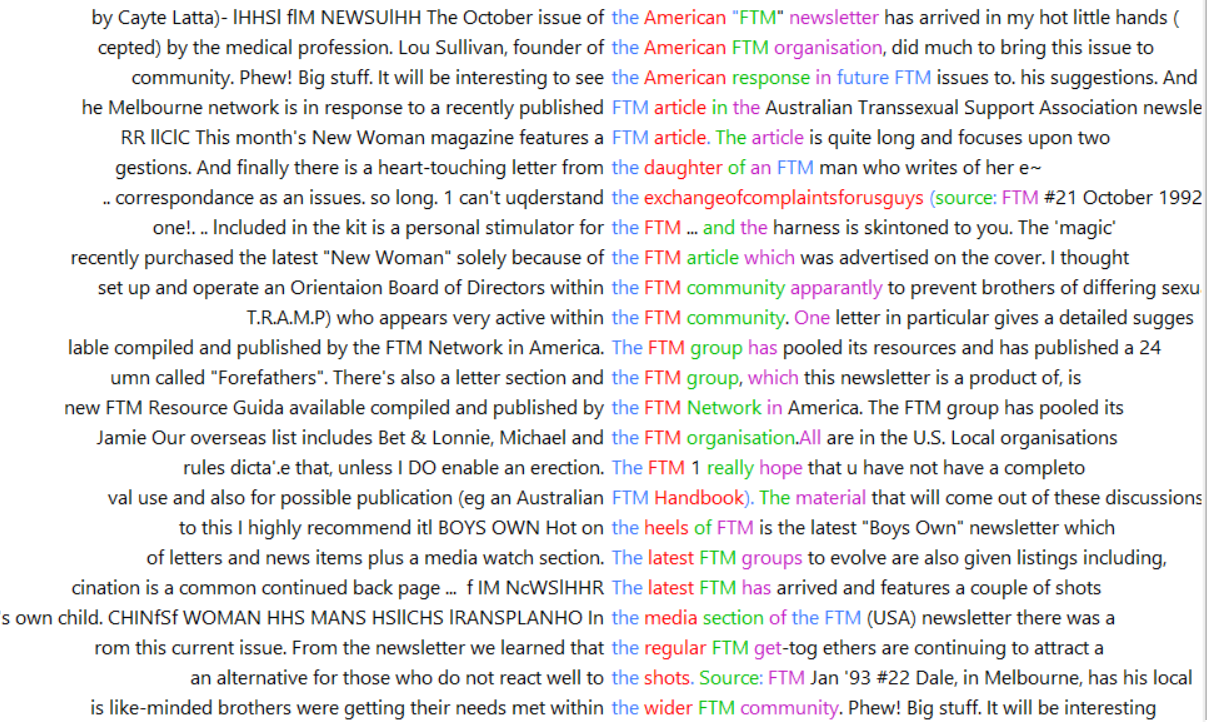 by Cayte Latta)- lHHSl flM NEWSUlHH The October issue of the American "FTM" newsletter has arrived in my hot little hands (
cepted) by the medical profession. Lou Sullivan, founder of the American FTM organisation, did much to bring this issue to
community. Phew! Big stuff. It will be interesting to see the American response in future FTM issues to. his suggestions. And
he Melbourne network is in response to a recently published FTM article in the Australian Transsexual Support Association newsle
RR llClC This month's New Woman magazine features a FTM article. The article is quite long and focuses upon two
gestions. And finally there is a heart-touching letter from the daughter of an FTM man who writes of her e~
.. correspondance as an issues. so long. 1 can't uqderstand the exchangeofcomplaintsforusguys (source: FTM #21 October 1992
one!. .. lncluded in the kit is a personal stimulator for the FTM ... and the harness is skintoned to you. The 'magic'
recently purchased the latest "New Woman" solely because of the FTM article which was advertised on the cover. I thought
set up and operate an Orientaion Board of Directors within the FTM community apparantly to prevent brothers of differing sexu
T.R.A.M.P) who appears very active within the FTM community. One letter in particular gives a detailed sugges
lable compiled and published by the FTM Network in America. The FTM group has pooled its resources and has published a 24
umn called "Forefathers". There's also a letter section and the FTM group, which this newsletter is a product of, is
new FTM Resource Guida available compiled and published by the FTM Network in America. The FTM group has pooled its
Jamie Our overseas list includes Bet & Lonnie, Michael and the FTM organisation.All are in the U.S. Local organisations
rules dicta'.e that, unless I DO enable an erection. The FTM 1 really hope that u have not have a completo
val use and also for possible publication (eg an Australian FTM Handbook). The material that will come out of these discussions
to this I highly recommend itl BOYS OWN Hot on the heels of FTM is the latest "Boys Own" newsletter which
of letters and news items plus a media watch section. The latest FTM groups to evolve are also given listings including,
cination is a common continued back page ... f IM NcWSlHHR The latest FTM has arrived and features a couple of shots
's own child. CHINfSf WOMAN HHS MANS HSllCHS lRANSPLANHO In the media section of the FTM (USA) newsletter there was a
rom this current issue. From the newsletter we learned that the regular FTM get-tog ethers are continuing to attract a
an alternative for those who do not react well to the shots. Source: FTM Jan '93 #22 Dale, in Melbourne, has his local
is like-minded brothers were getting their needs met within the wider FTM community. Phew! Big stuff. It will be interesting